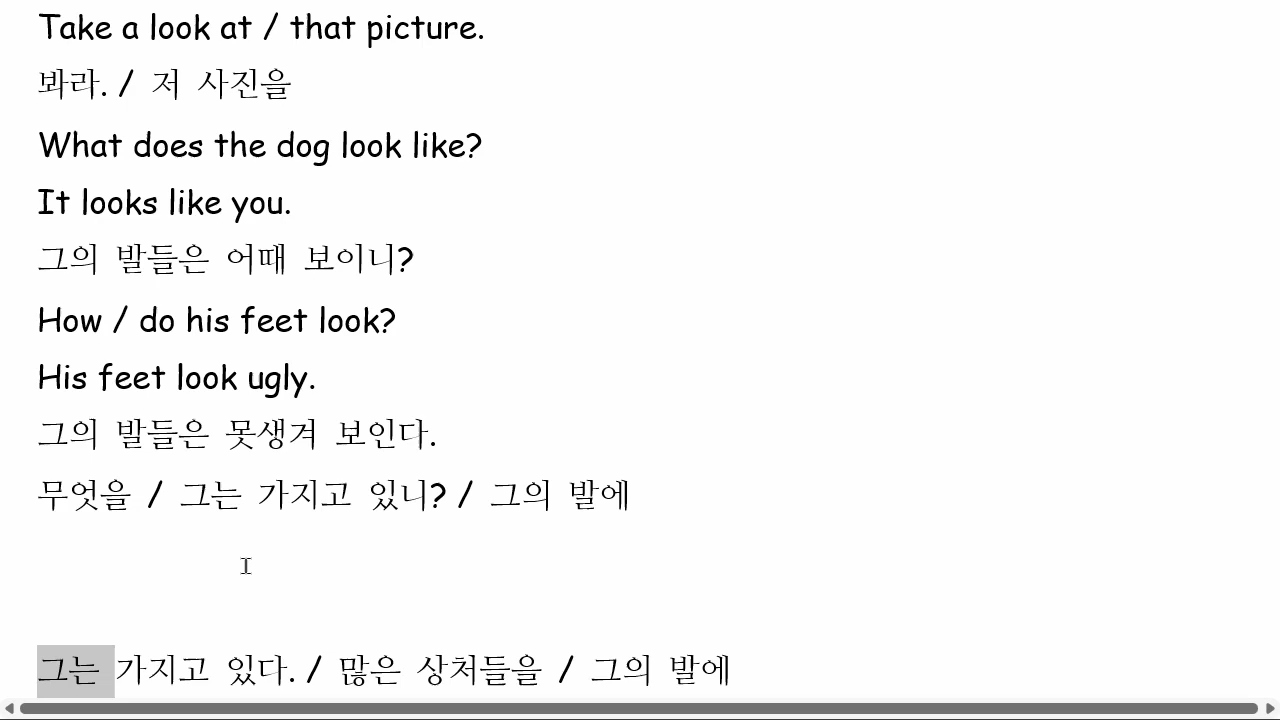 Take a look at / that picture.
봐라. / 저 사진을
What does the dog look like?
It looks like you.
그의 발들은 어때 보이니?
How / do his feet look?
His feet look ugly.
그의 발들은 못생겨 보인다.
무엇을 / 그는 가지고 있니? / 그의 발에
그는 가지고 있다. / 많은 상처들을 / 그의 발에